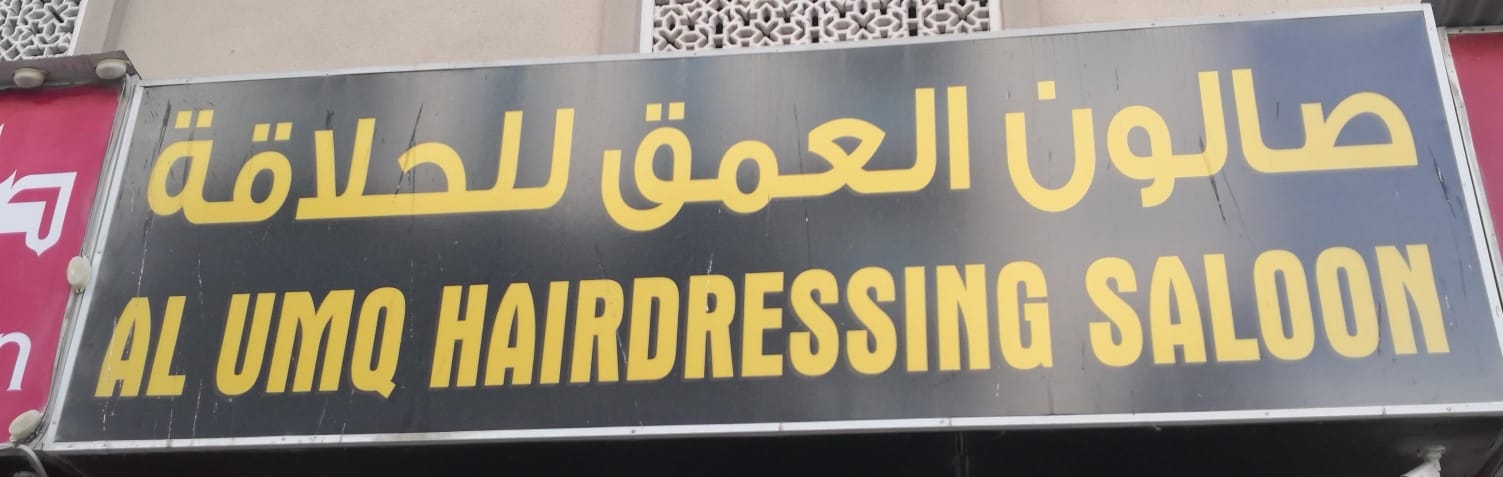 صالون العمق للحلاقة
AL UMQ HAIRDRESSING SALOON